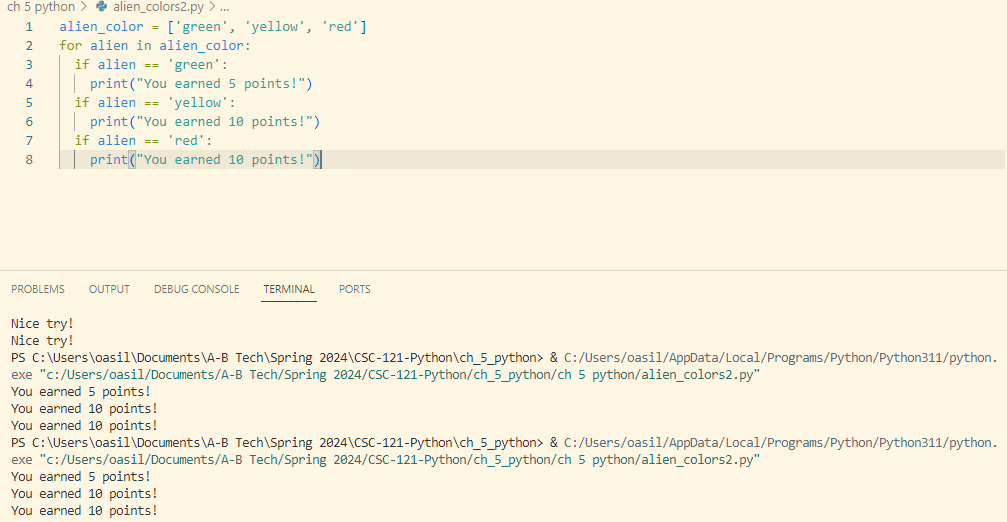 ch 5 python > alien_colors2.py > ...
1 alien_color = ['green', 'yellow', 'red']
2 for alien in alien_color:
3   if alien == 'green':
4     print("You earned 5 points!")
5   if alien == 'yellow':
6     print("You earned 10 points!")
7   if alien == 'red':
8     print("You earned 10 points!")
PROBLEMS OUTPUT DEBUG CONSOLE TERMINAL PORTS
Nice try!
Nice try!
PS C:\Users\oasil\Documents\A-B Tech\Spring 2024\CSC-121-Python\ch_5_python> & C:/Users/oasil/AppData/Local/Programs/Python/Python311/python.
exe "c:/Users/oasil/Documents/A-B Tech/Spring 2024/CSC-121-Python/ch_5_python/ch 5 python/alien_colors2.py"
You earned 5 points!
You earned 10 points!
You earned 10 points!
PS C:\Users\oasil\Documents\A-B Tech\Spring 2024\CSC-121-Python\ch_5_python> & C:/Users/oasil/AppData/Local/Programs/Python/Python311/python.
exe "c:/Users/oasil/Documents/A-B Tech/Spring 2024/CSC-121-Python/ch_5_python/ch 5 python/alien_colors2.py"
You earned 5 points!
You earned 10 points!
You earned 10 points!